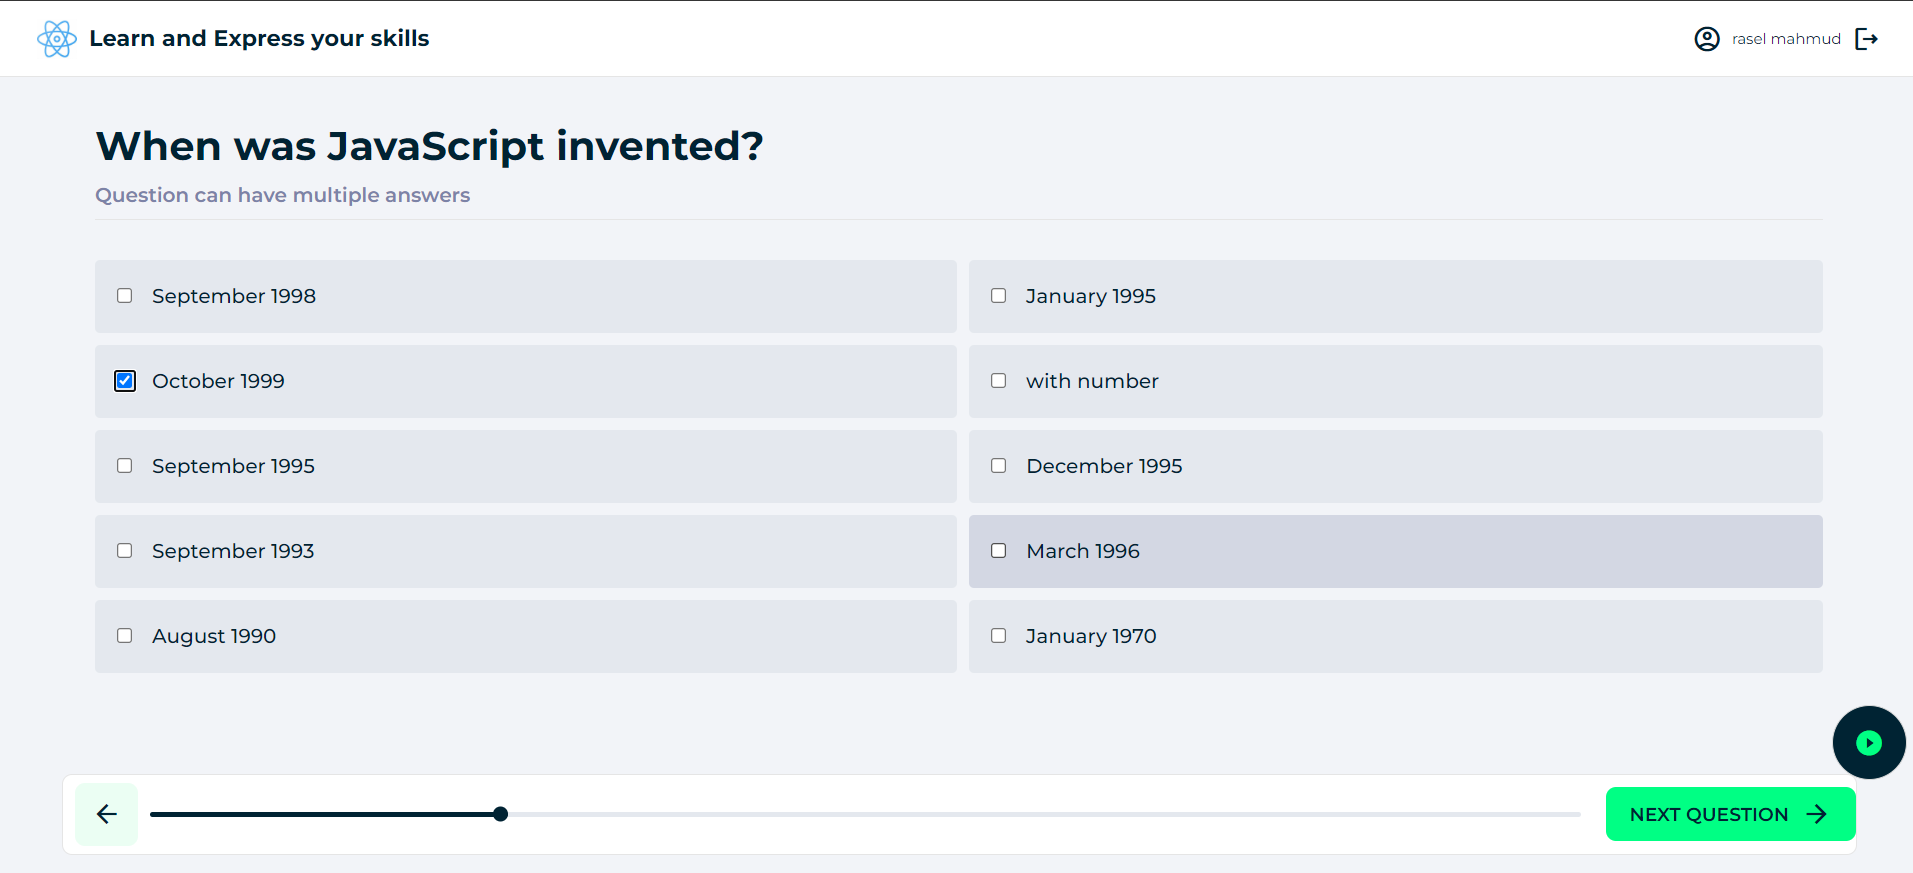 Learn and Express your skills
rasel mahmud
When was JavaScript invented?
Question can have multiple answers
September 1998
January 1995
October 1999
with number
September 1995
December 1995
September 1993
March 1996
August 1990
January 1970
NEXT QUESTION